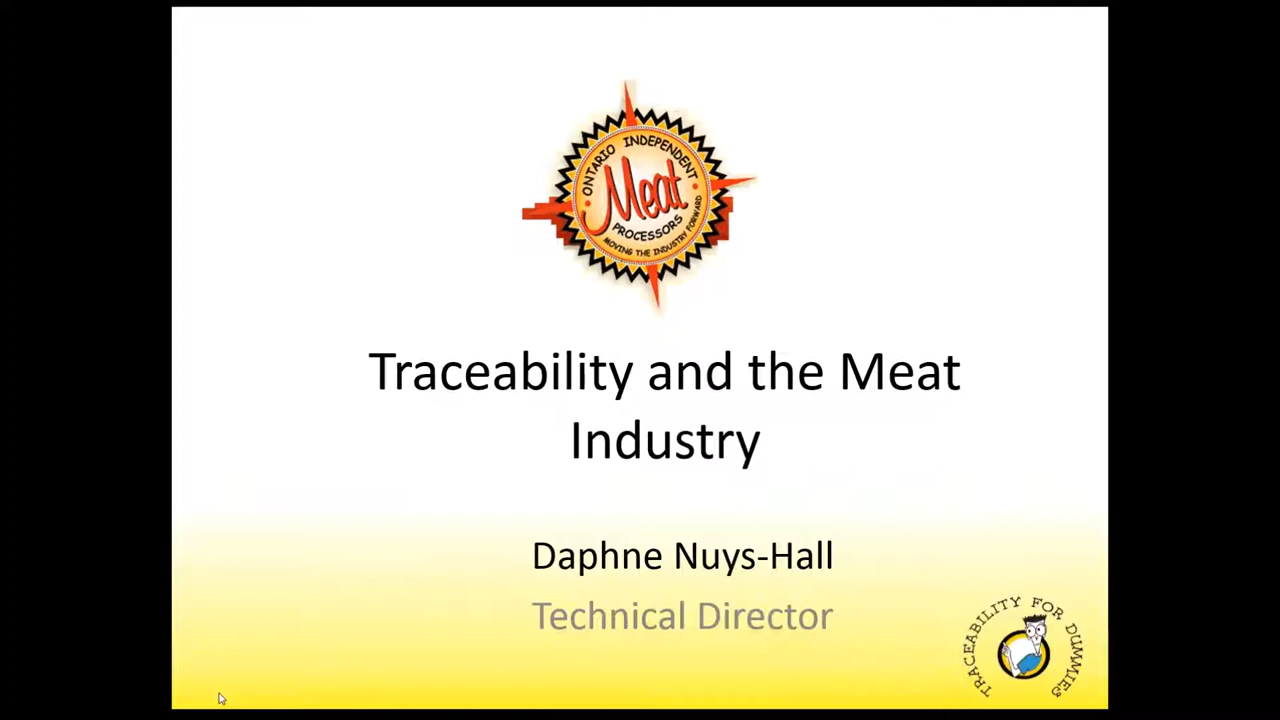 ONTARIO INDEPENDENT
Meat
PROCESSORS
MOVING THE INDUSTRY FORWARD
Traceability and the Meat
Industry
Daphne Nuys-Hall
Technical Director
TRACEABILITY FOR DUMMIES